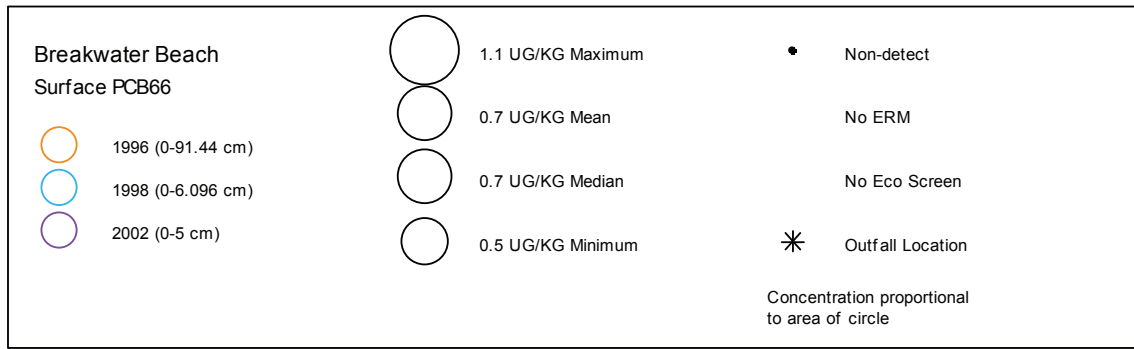 Breakwater Beach
Surface PCB66
1996 (0-91.44 cm)
1998 (0-6.096 cm)
2002 (0-5 cm)
1.1 UG/KG Maximum
0.7 UG/KG Mean
0.7 UG/KG Median
0.5 UG/KG Minimum
Non-detect
No ERM
No Eco Screen
Outfall Location
Concentration proportional
to area of circle